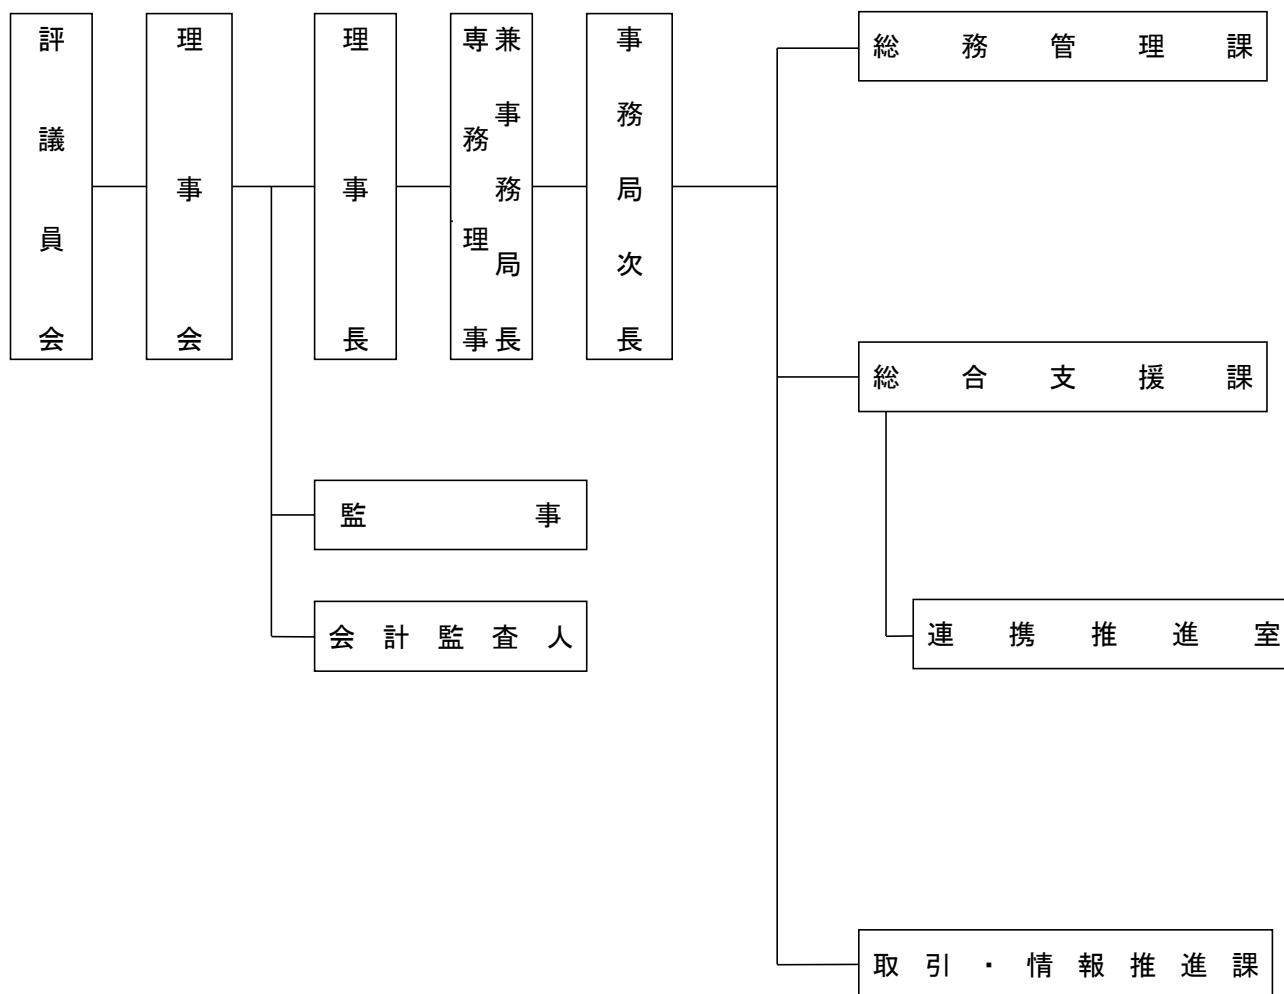 評議員会
理事会
理事長
専務理事
兼事務局長
事務局次長
総務管理課
総合支援課
監事
会計監査人
連携推進室
取引・情報推進課